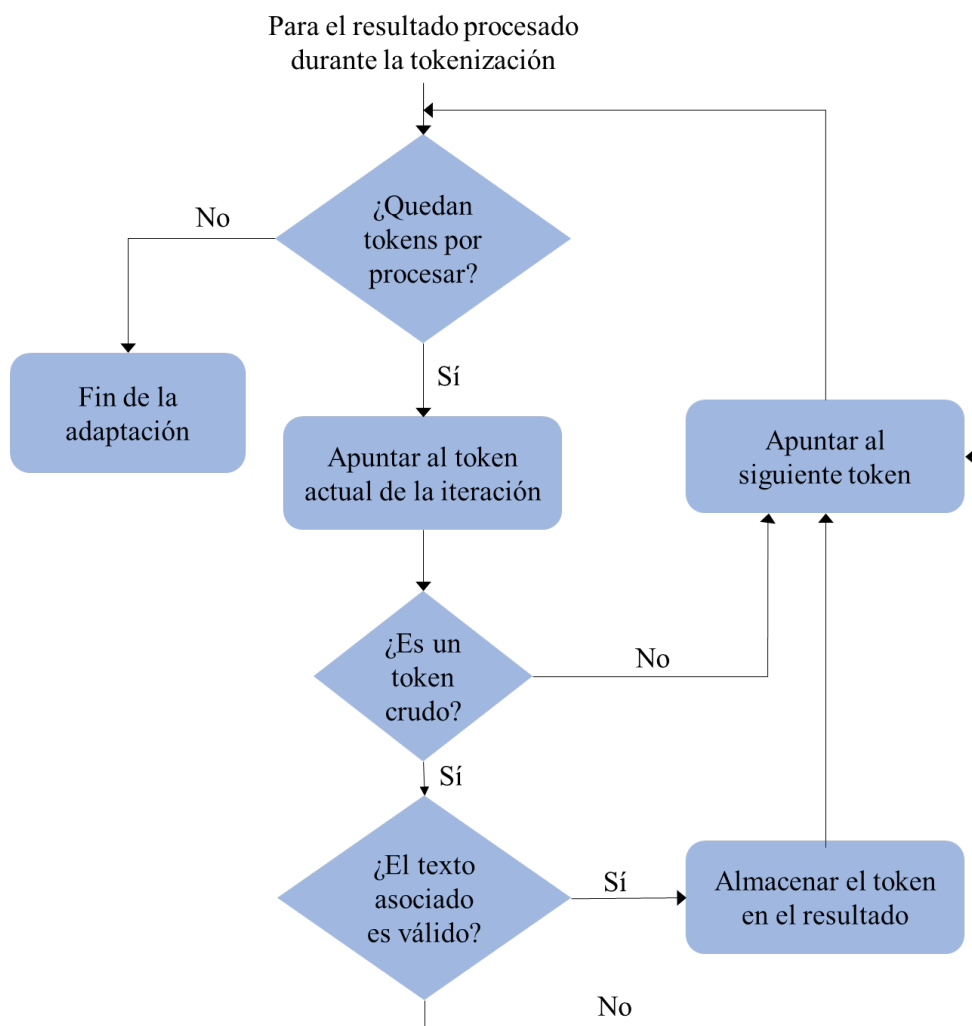 Para el resultado procesado
durante la tokenización
¿Quedan
tokens por
procesar?
No
Sí
Fin de la
adaptación
Apuntar al token
actual de la iteración
Apuntar al
siguiente token
¿Es un
token
crudo?
No
Sí
¿El texto
asociado
es válido?
Sí
Almacenar el token
en el resultado
No